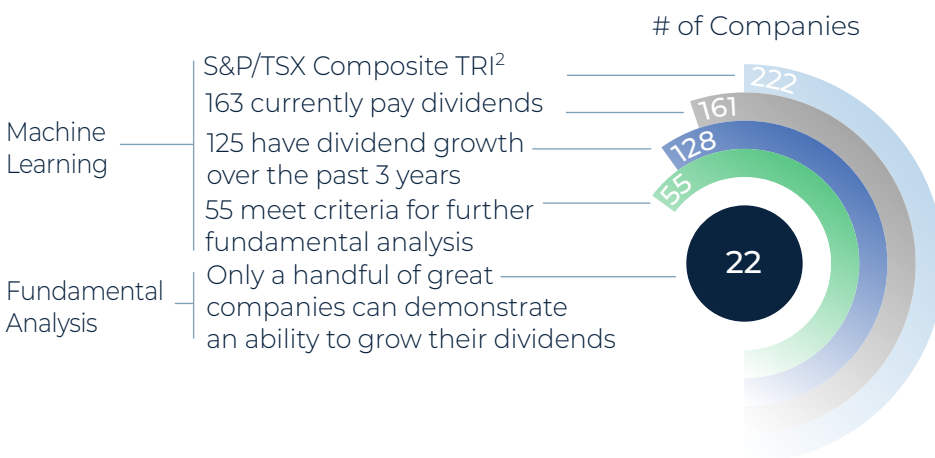 # of Companies
S&P/TSX Composite TRI²
222
163 currently pay dividends
161
Machine
Learning
125 have dividend growth
over the past 3 years
128
55 meet criteria for further
fundamental analysis
55
Fundamental
Analysis
Only a handful of great
companies can demonstrate
an ability to grow their dividends
22